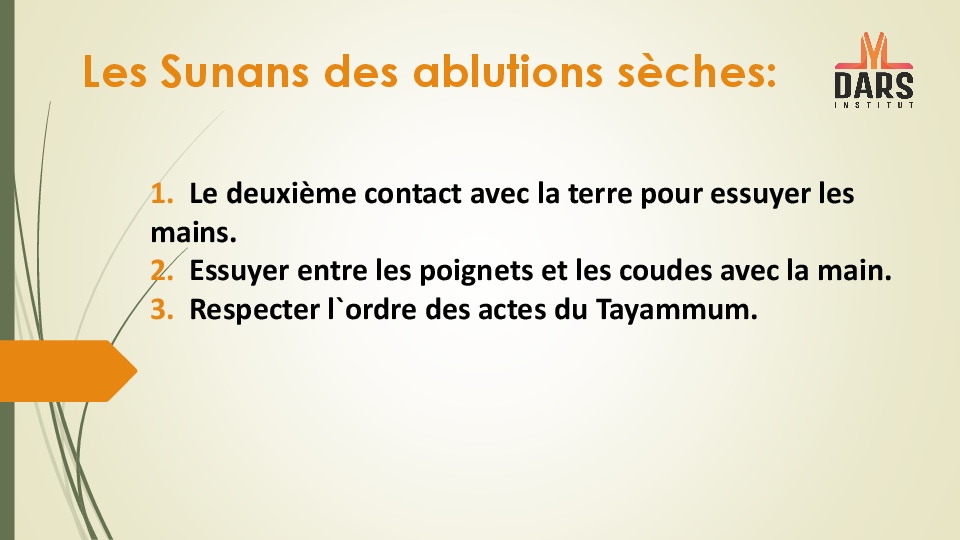 Les Sunans des ablutions sèches:
DARS
INSTITUT
1. Le deuxième contact avec la terre pour essuyer les
mains.
2. Essuyer entre les poignets et les coudes avec la main.
3. Respecter l`ordre des actes du Tayammum.